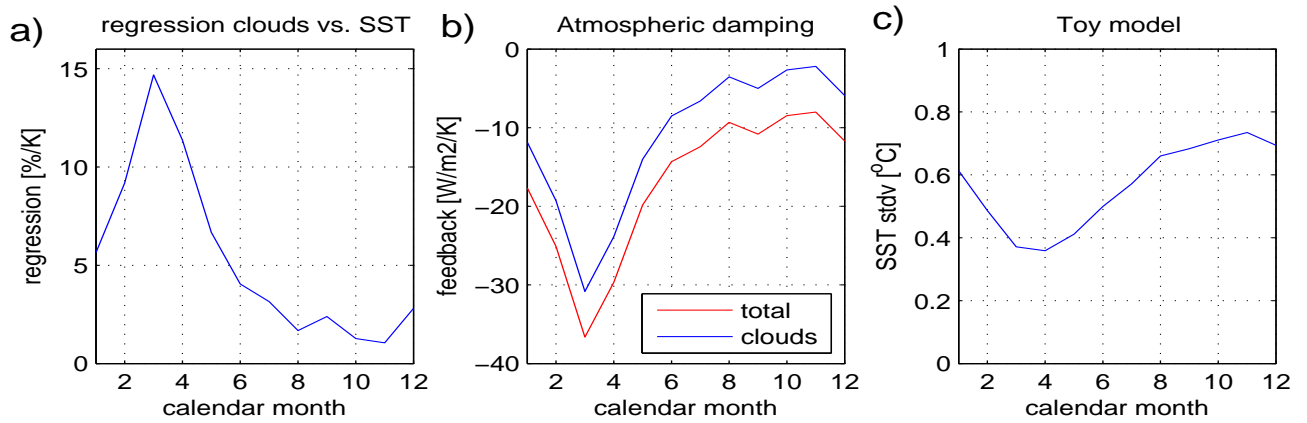 a)
regression clouds vs. SST
regression [%/K]
15
10
5
0
2 4 6 8 10 12
calendar month
b)
Atmospheric damping
feedback [W/m2/K]
0
−10
−20
−30
−40
total
clouds
2 4 6 8 10 12
calendar month
c)
Toy model
SST stdv [⁰C]
1
0.8
0.6
0.4
0.2
0
2 4 6 8 10 12
calendar month